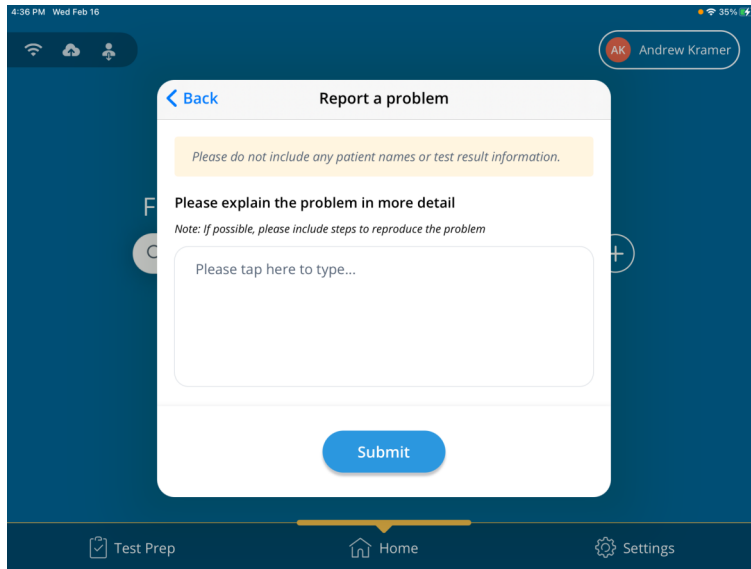 4:36 PM Wed Feb 16
35%
AK Andrew Kramer
Back
Report a problem
Please do not include any patient names or test result information.
F
Please explain the problem in more detail
Note: If possible, please include steps to reproduce the problem
Please tap here to type...
Submit
Test Prep
Home
Settings